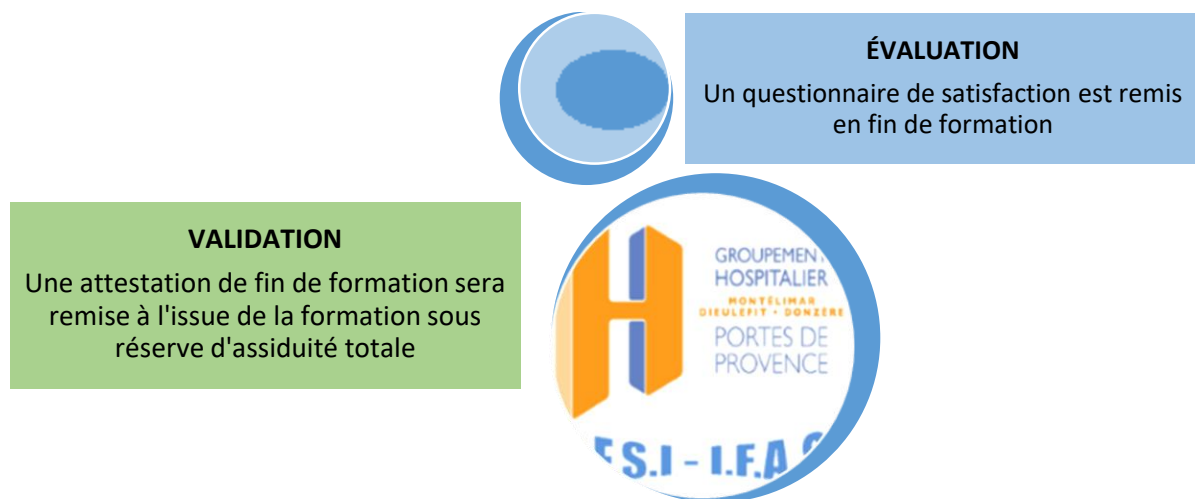 ÉVALUATION
Un questionnaire de satisfaction est remis
en fin de formation
VALIDATION
Une attestation de fin de formation sera
remise à l'issue de la formation sous
réserve d'assiduité totale
GROUPEMENT
HOSPITALIER
MONTÉLIMAR
DIEULEFIT - DONZÈRE
PORTES DE
PROVENCE
F.S.I - I.F.A.S